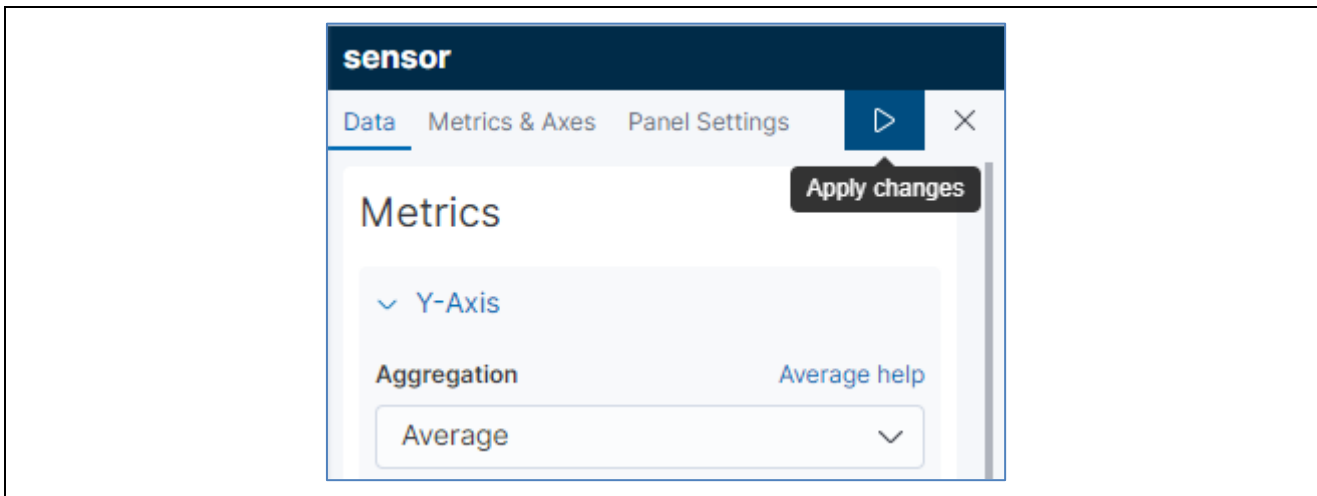 sensor
Data Metrics & Axes Panel Settings
Apply changes
Metrics
Y-Axis
Aggregation Average help
Average